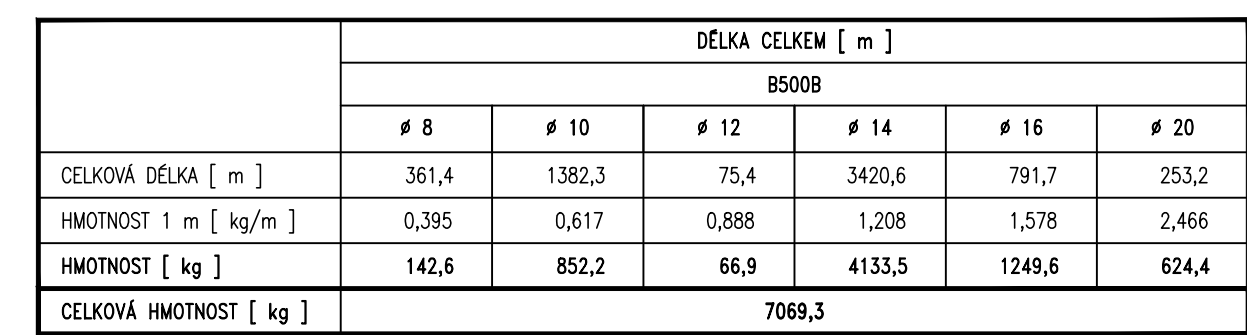 DÉLKA CELKEM [ m ]
B500B
ø 8 ø 10 ø 12 ø 14 ø 16 ø 20
CELKOVÁ DÉLKA [ m ] 361,4 1382,3 75,4 3420,6 791,7 253,2
HMOTNOST 1 m [ kg/m ] 0,395 0,617 0,888 1,208 1,578 2,466
HMOTNOST [ kg ] 142,6 852,2 66,9 4133,5 1249,6 624,4
CELKOVÁ HMOTNOST [ kg ] 7069,3